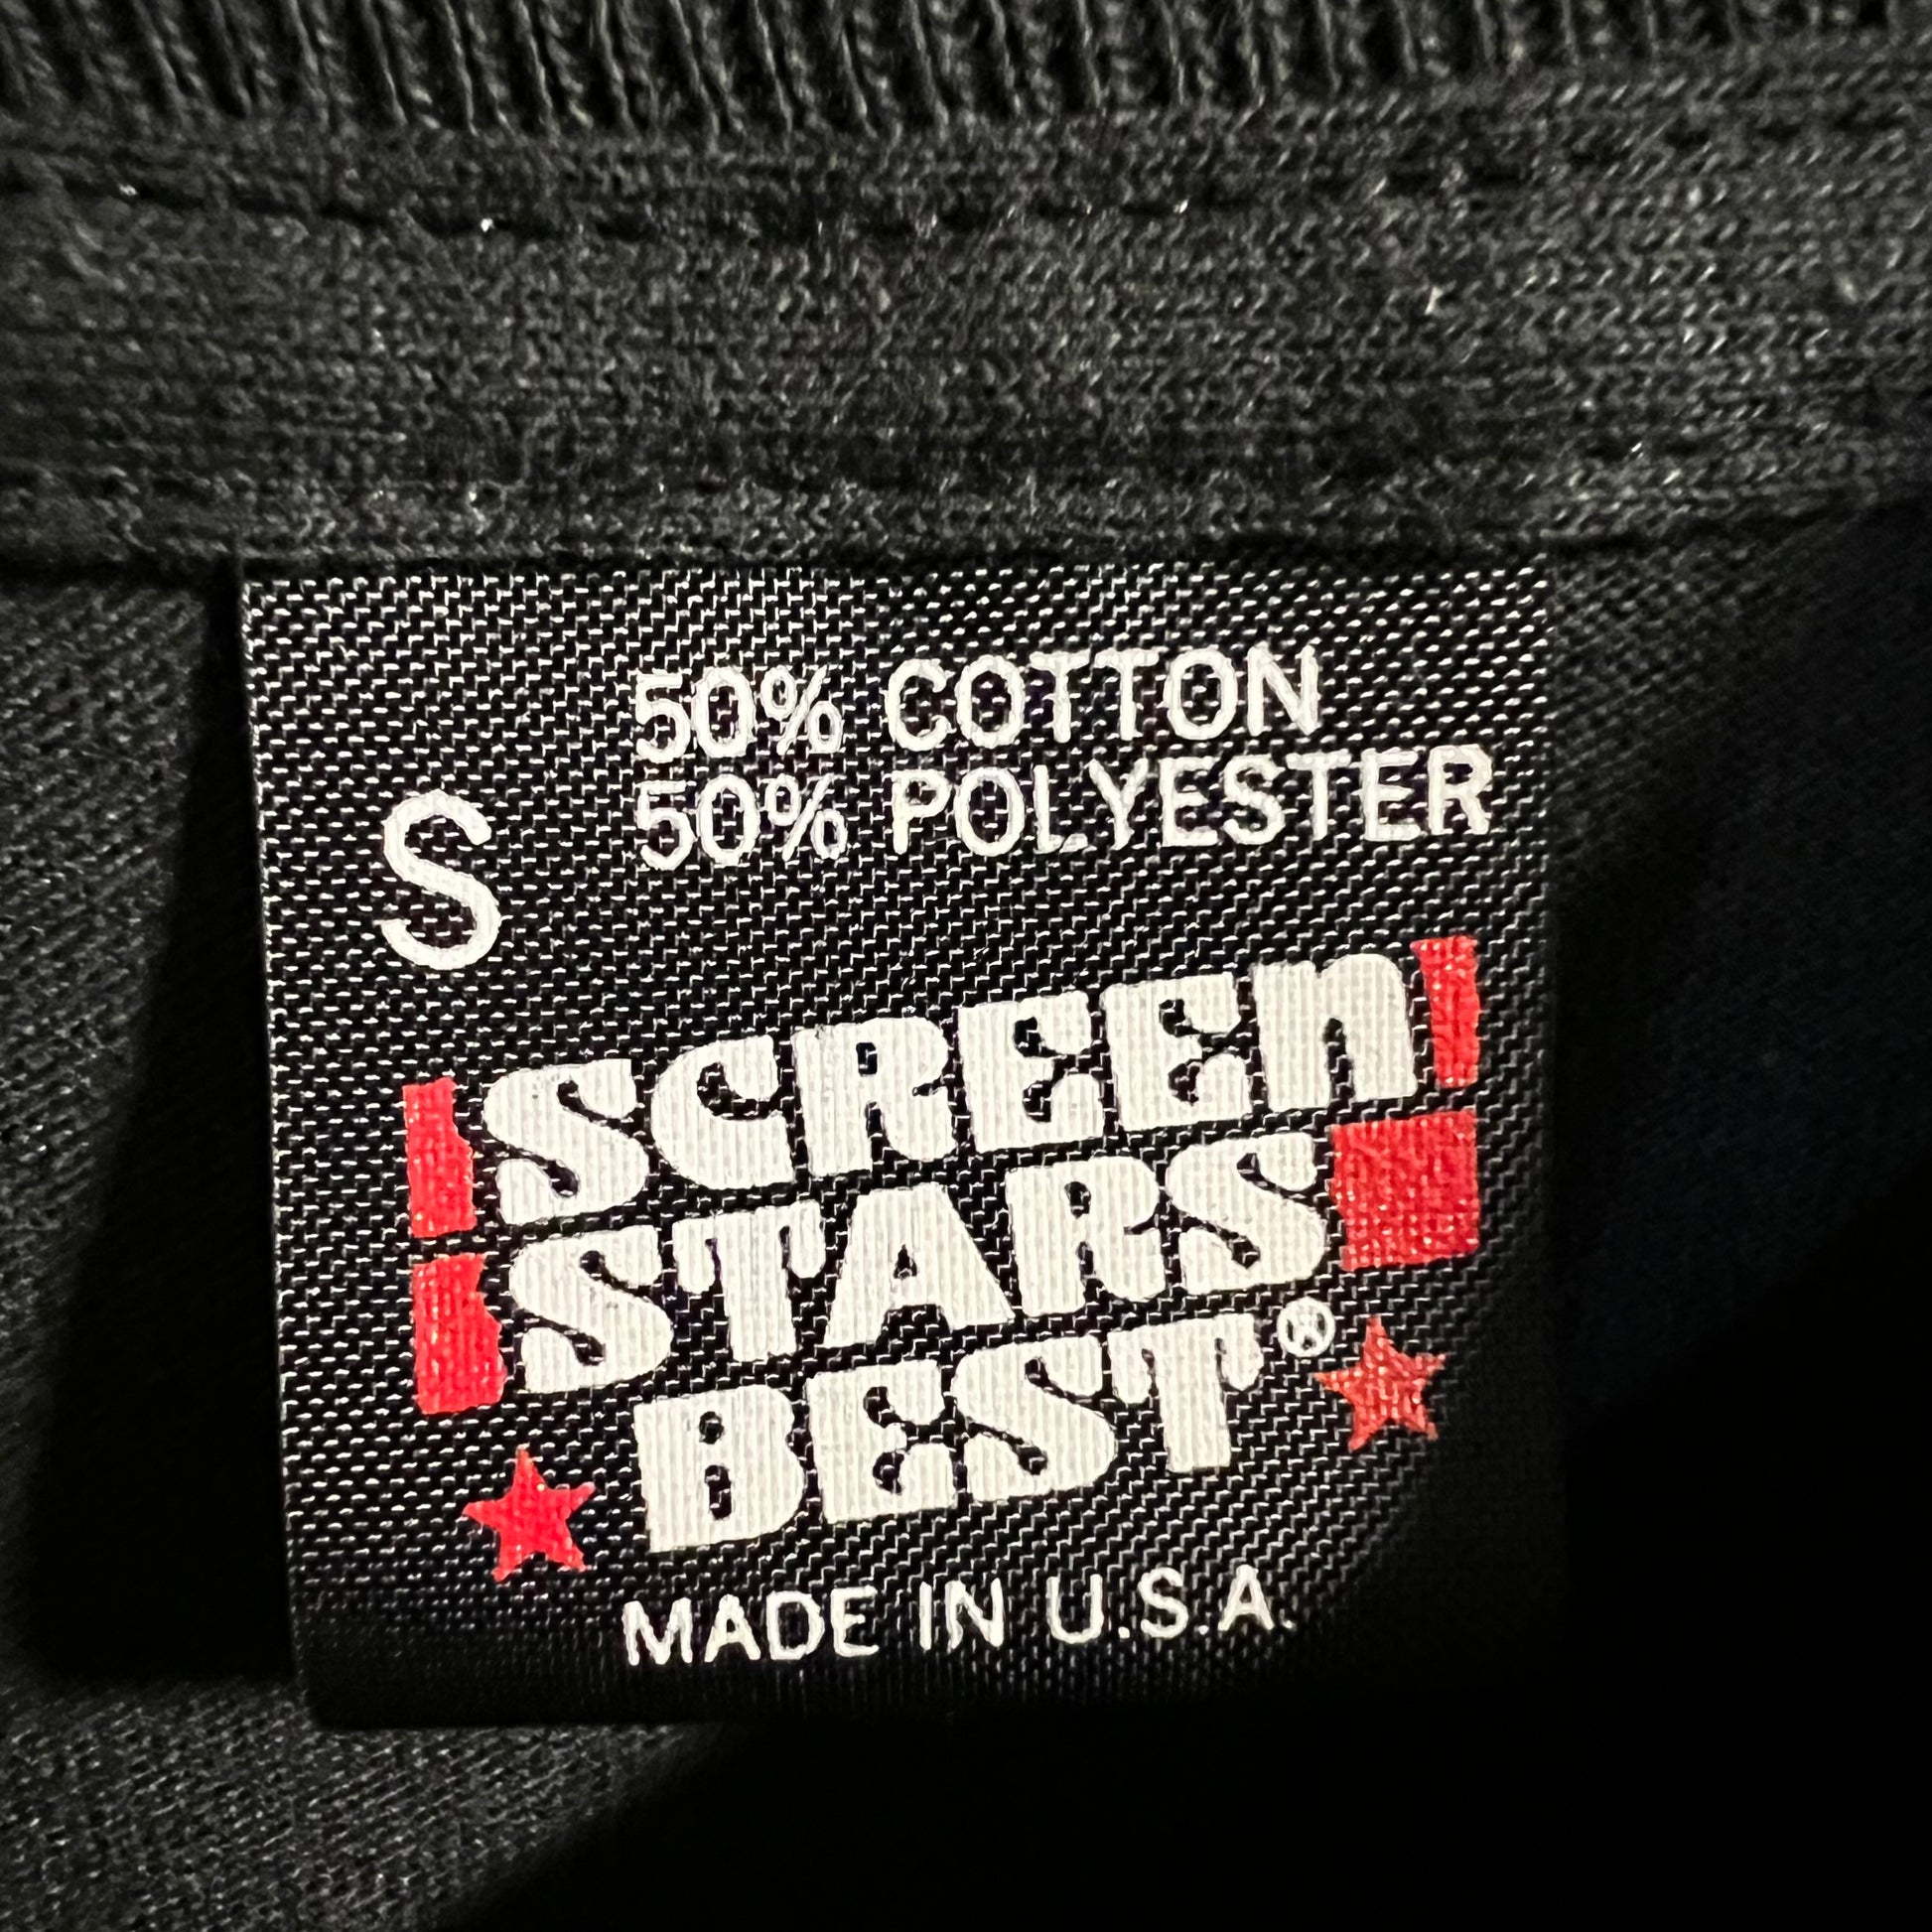 50% COTTON
50% POLYESTER
S
SCREEN
STARS
BEST®
MADE IN U.S.A.